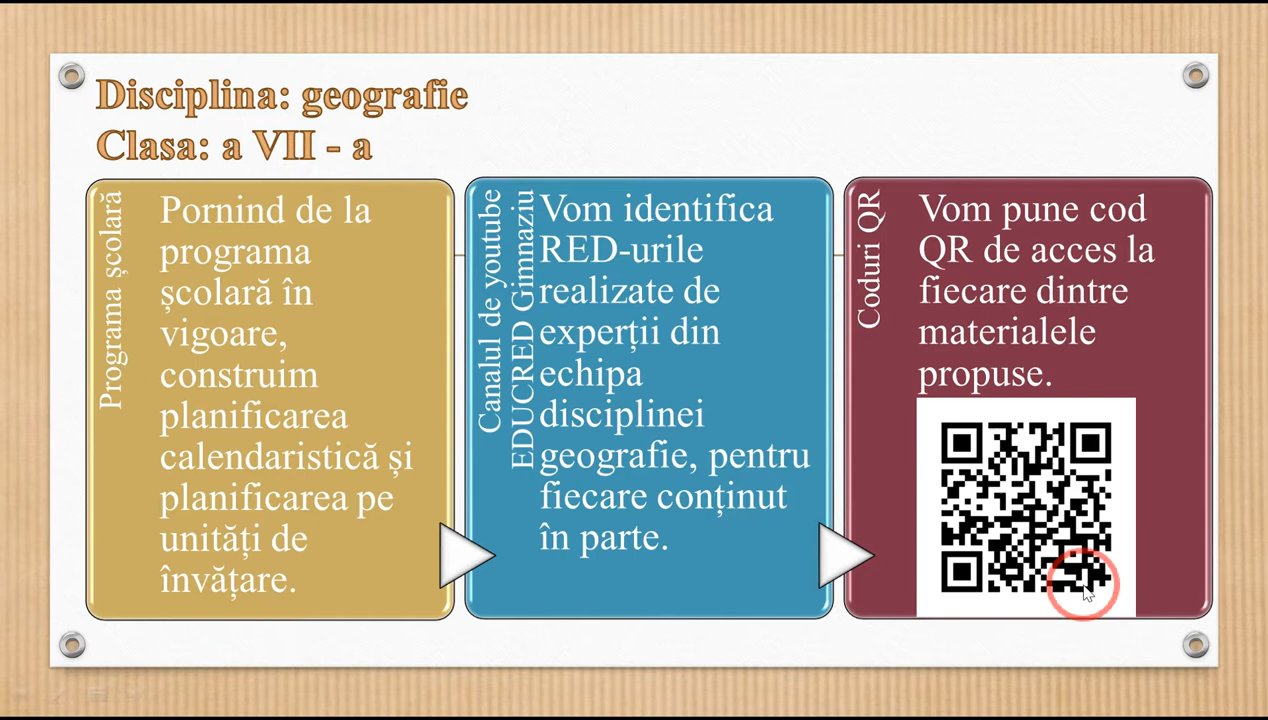 Disciplina: geografie
Clasa: a VII - a
Programa școlară
Pornind de la
programa
școlară în
vigoare,
construim
planificarea
calendaristică și
planificarea pe
unități de
învățare.
Canalul de youtube
EDUCRED Gimnaziu
Vom identifica
RED-urile
realizate de
experții din
echipa
disciplinei
geografie, pentru
fiecare conținut
în parte.
Coduri QR
Vom pune cod
QR de acces la
fiecare dintre
materialele
propuse.